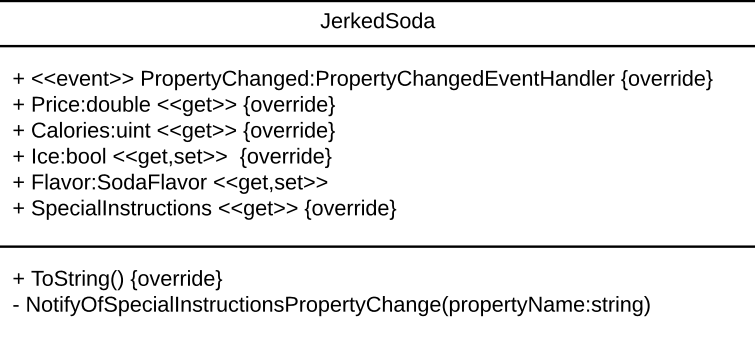 JerkedSoda
+ <<event>> PropertyChanged:PropertyChangedEventHandler {override}
+ Price:double <<get>> {override}
+ Calories:uint <<get>> {override}
+ Ice:bool <<get,set>>  {override}
+ Flavor:SodaFlavor <<get,set>>
+ SpecialInstructions <<get>> {override}
+ ToString() {override}
- NotifyOfSpecialInstructionsPropertyChange(propertyName:string)